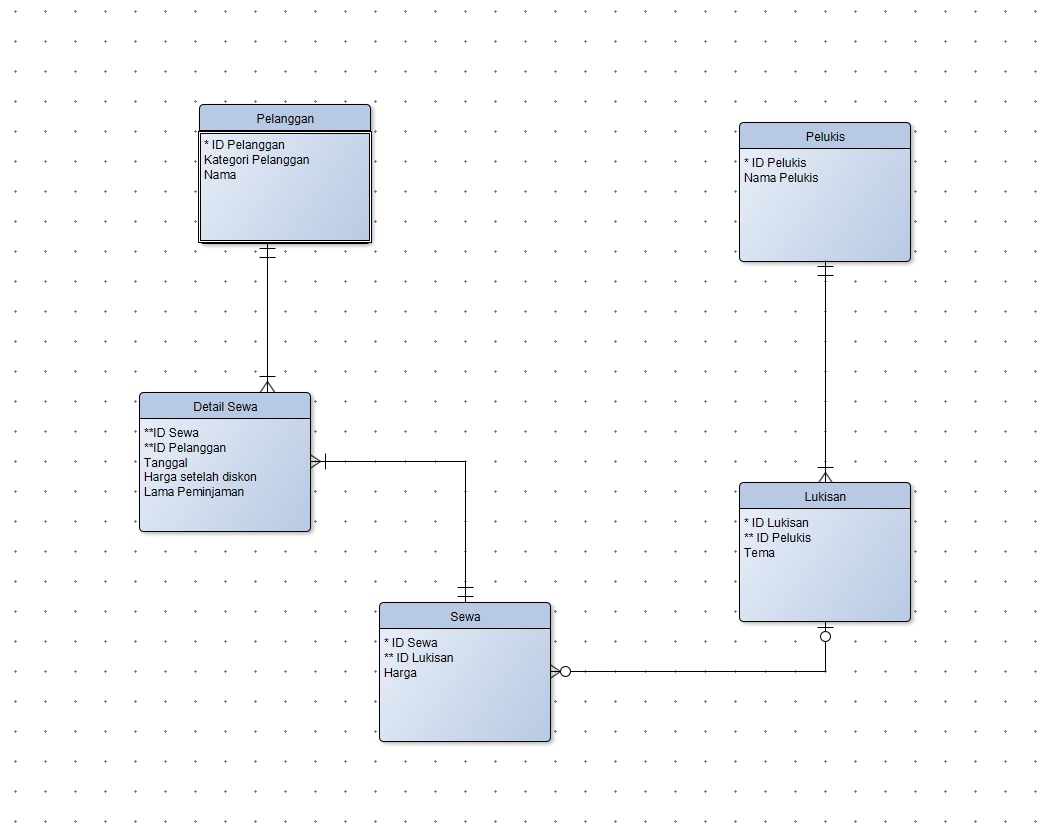 Pelanggan
* ID Pelanggan
Kategori Pelanggan
Nama
Pelukis
* ID Pelukis
Nama Pelukis
Detail Sewa
**ID Sewa
**ID Pelanggan
Tanggal
Harga setelah diskon
Lama Peminjaman
Lukisan
* ID Lukisan
** ID Pelukis
Tema
Sewa
* ID Sewa
** ID Lukisan
Harga